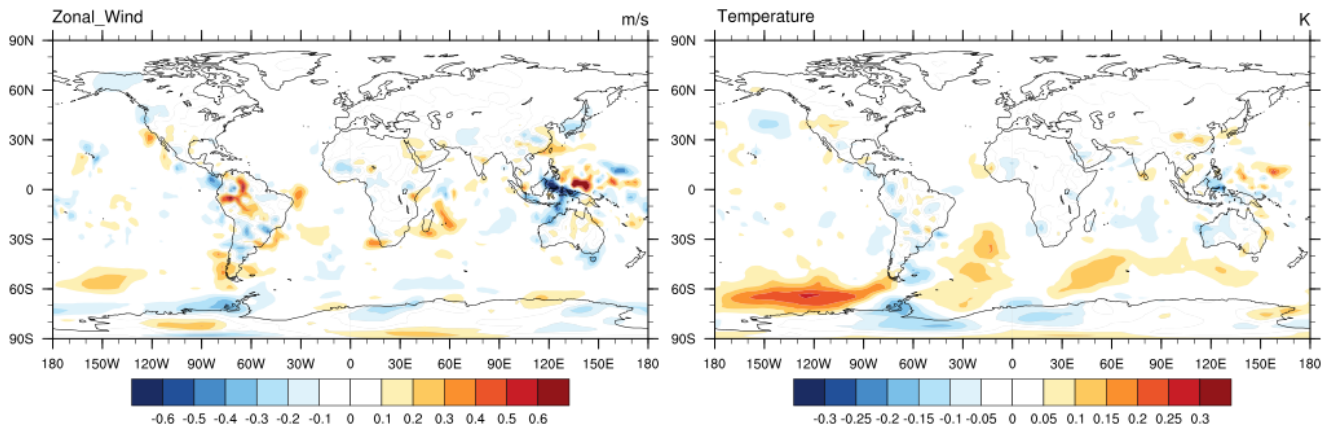 Zonal_Wind m/s
90N
60N
30N
0
30S
60S
90S
180 150W 120W 90W 60W 30W 0 30E 60E 90E 120E 150E 180
-0.6 -0.5 -0.4 -0.3 -0.2 -0.1 0 0.1 0.2 0.3 0.4 0.5 0.6
Temperature K
90N
60N
30N
0
30S
60S
90S
180 150W 120W 90W 60W 30W 0 30E 60E 90E 120E 150E 180
-0.3 -0.25 -0.2 -0.15 -0.1 -0.05 0 0.05 0.1 0.15 0.2 0.25 0.3